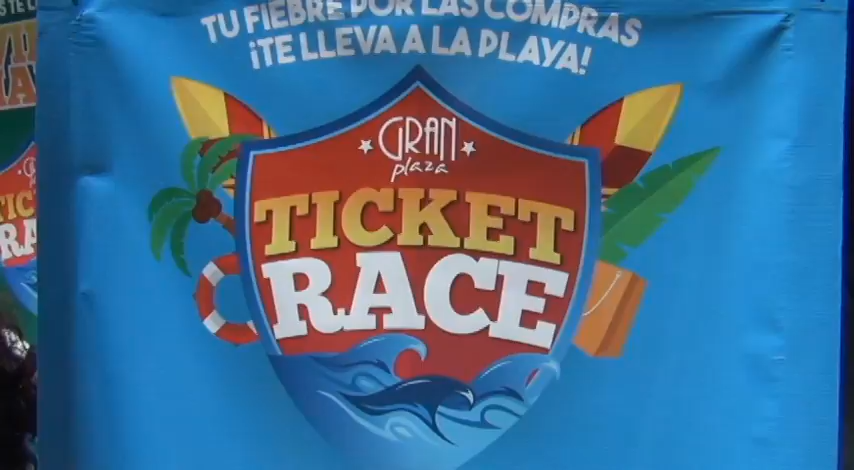 TU FIEBRE POR LAS COMPRAS
¡TE LLEVA A LA PLAYA!
GRAN
plaza
TICKET
RACE